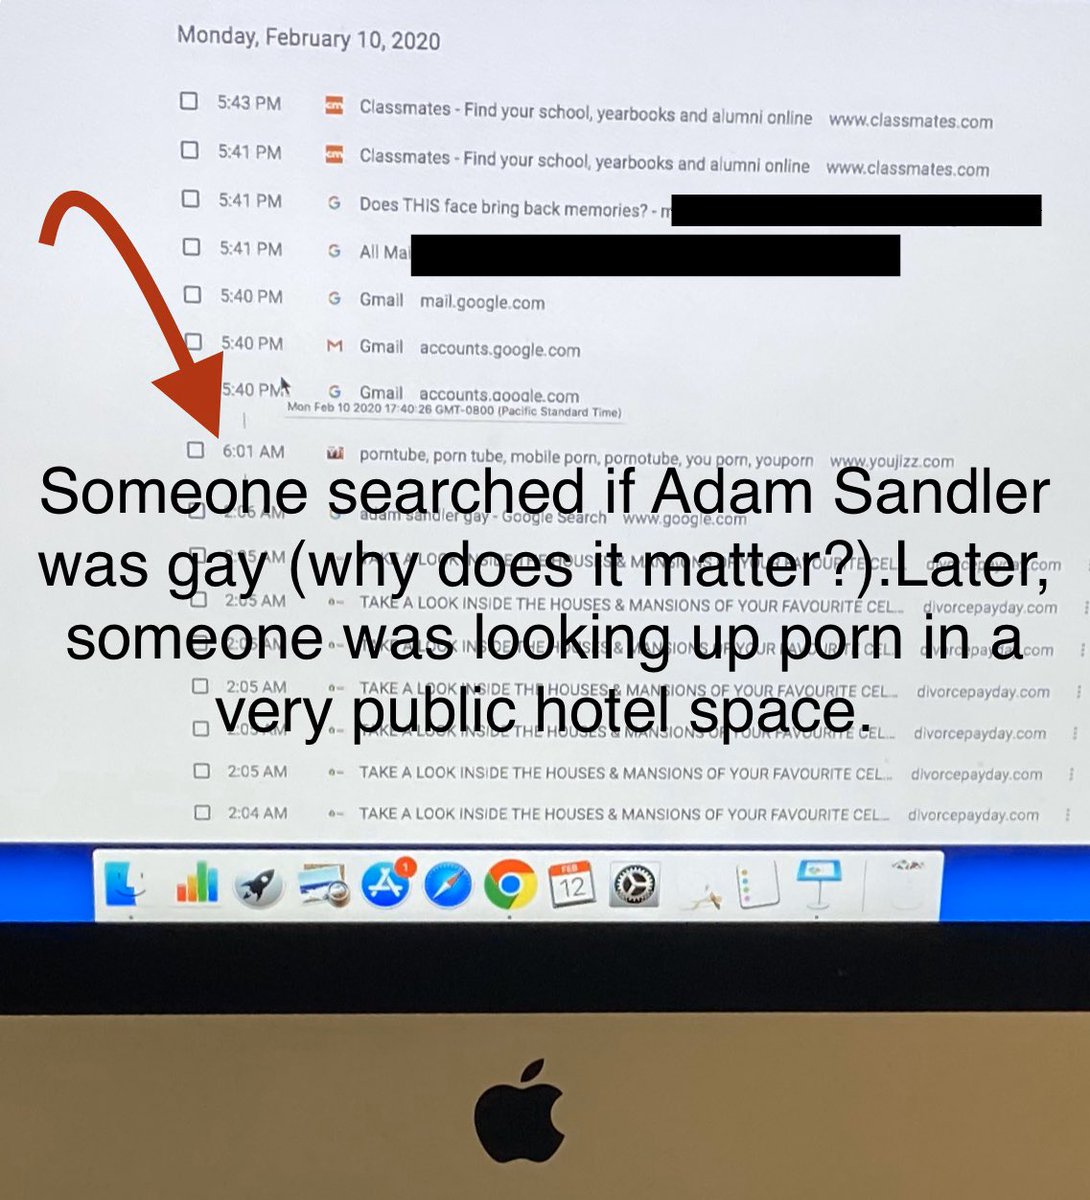 Monday, February 10, 2020
5:43 PM cm Classmates - Find your school, yearbooks and alumni online www.classmates.com
5:41 PM cm Classmates - Find your school, yearbooks and alumni online www.classmates.com
5:41 PM G Does THIS face bring back memories? - m
5:41 PM G All Mai
5:40 PM G Gmail mail.google.com
5:40 PM M Gmail accounts.google.com
5:40 PM G Gmail accounts.google.com
Mon Feb 10 2020 17:40:26 GMT-0800 (Pacific Standard Time)
6:01 AM porntube, porn tube, mobile porn, pornotube, you porn, youporn www.youjizz.com
Someone searched if Adam Sandler
2:05 AM G adam sandler gay - Google Search www.google.com
was gay (why does it matter?).Later,
2:05 AM TAKE A LOOK INSIDE THE HOUSES & MANSIONS OF YOUR FAVOURITE CEL... divorcepayday.com
2:05 AM TAKE A LOOK INSIDE THE HOUSES & MANSIONS OF YOUR FAVOURITE CEL... divorcepayday.com
someone was looking up porn in a
2:05 AM TAKE A LOOK INSIDE THE HOUSES & MANSIONS OF YOUR FAVOURITE CEL... divorcepayday.com
2:05 AM TAKE A LOOK INSIDE THE HOUSES & MANSIONS OF YOUR FAVOURITE CEL... divorcepayday.com
very public hotel space.
2:05 AM TAKE A LOOK INSIDE THE HOUSES & MANSIONS OF YOUR FAVOURITE CEL... divorcepayday.com
2:05 AM TAKE A LOOK INSIDE THE HOUSES & MANSIONS OF YOUR FAVOURITE CEL... divorcepayday.com
2:04 AM TAKE A LOOK INSIDE THE HOUSES & MANSIONS OF YOUR FAVOURITE CEL... divorcepayday.com
1
FEB
12